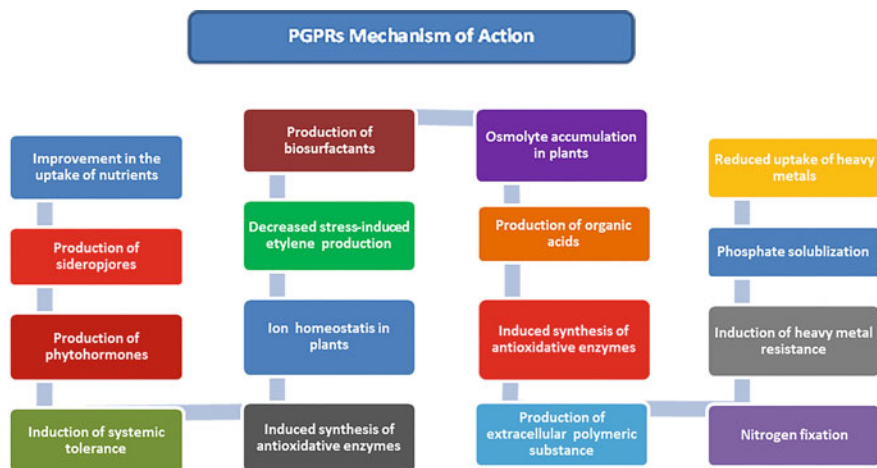 PGPRs Mechanism of Action
Improvement in the
uptake of nutrients
Production of
sideropjores
Production of
phytohormones
Induction of systemic
tolerance
Production of
biosurfactants
Decreased stress-induced
etylene production
Ion homeostatis in
plants
Induced synthesis of
antioxidative enzymes
Osmolyte accumulation
in plants
Production of organic
acids
Induced synthesis of
antioxidative enzymes
Production of
extracellular polymeric
substance
Reduced uptake of heavy
metals
Phosphate solublization
Induction of heavy metal
resistance
Nitrogen fixation